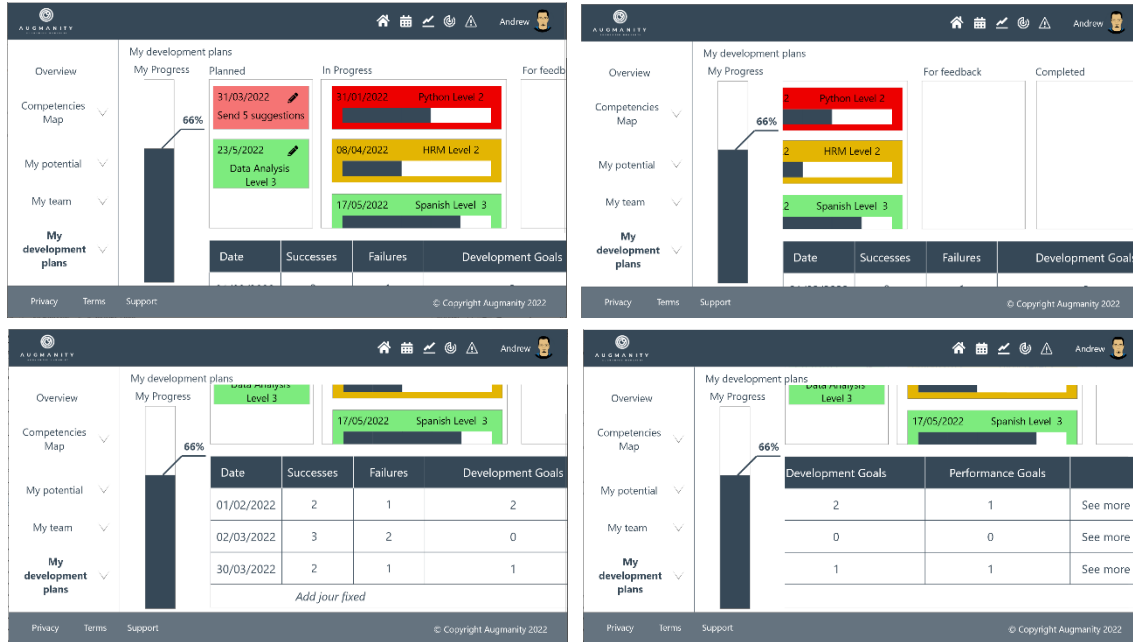 AUGMANITY
Andrew
My development plans
Overview
Competencies Map
My potential
My team
My development plans
My Progress
66%
Planned
31/03/2022
Send 5 suggestions
23/5/2022
Data Analysis
Level 3
In Progress
31/01/2022 Python Level 2
08/04/2022 HRM Level 2
17/05/2022 Spanish Level 3
For feedb
Date Successes Failures Development Goals
Privacy Terms Support © Copyright Augmanity 2022
AUGMANITY
Andrew
My development plans
Overview
Competencies Map
My potential
My team
My development plans
My Progress
66%
2 Python Level 2
2 HRM Level 2
2 Spanish Level 3
For feedback
Completed
Date Successes Failures Development Goals
Privacy Terms Support © Copyright Augmanity 2022
AUGMANITY
Andrew
My development plans
Overview
Competencies Map
My potential
My team
My development plans
My Progress
66%
Data Analysis
Level 3
17/05/2022 Spanish Level 3
Date Successes Failures Development Goals
01/02/2022 2 1 2
02/03/2022 3 2 0
30/03/2022 2 1 1
Add jour fixed
Privacy Terms Support © Copyright Augmanity 2022
AUGMANITY
Andrew
My development plans
Overview
Competencies Map
My potential
My team
My development plans
My Progress
66%
Data Analysis
Level 3
17/05/2022 Spanish Level 3
Development Goals Performance Goals
2 1 See more
0 0 See more
1 1 See more
Privacy Terms Support © Copyright Augmanity 2022